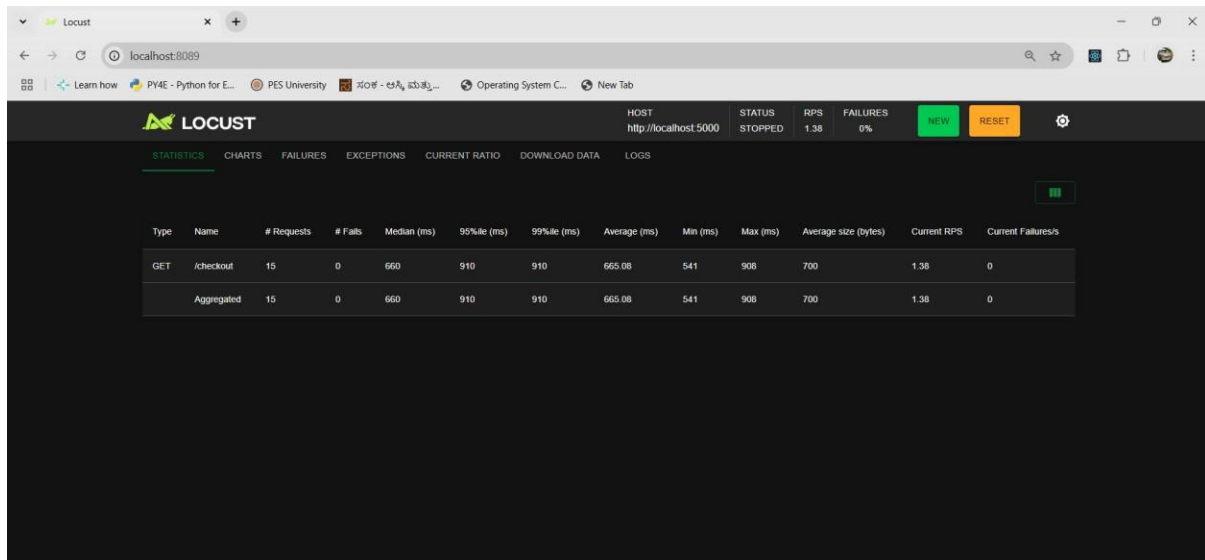 Locust
localhost:8089
Learn how
PY4E - Python for E...
PES University
ಸಂಕ - ಆಸ್ಕಿ ಮತ್ತು...
Operating System C...
New Tab
LOCUST
HOST
http://localhost:5000
STATUS
STOPPED
RPS
1.38
FAILURES
0%
NEW
RESET
STATISTICS CHARTS FAILURES EXCEPTIONS CURRENT RATIO DOWNLOAD DATA LOGS
Type Name # Requests # Fails Median (ms) 95%ile (ms) 99%ile (ms) Average (ms) Min (ms) Max (ms) Average size (bytes) Current RPS Current Failures/s
GET /checkout 15 0 660 910 910 665.08 541 908 700 1.38 0
Aggregated 15 0 660 910 910 665.08 541 908 700 1.38 0